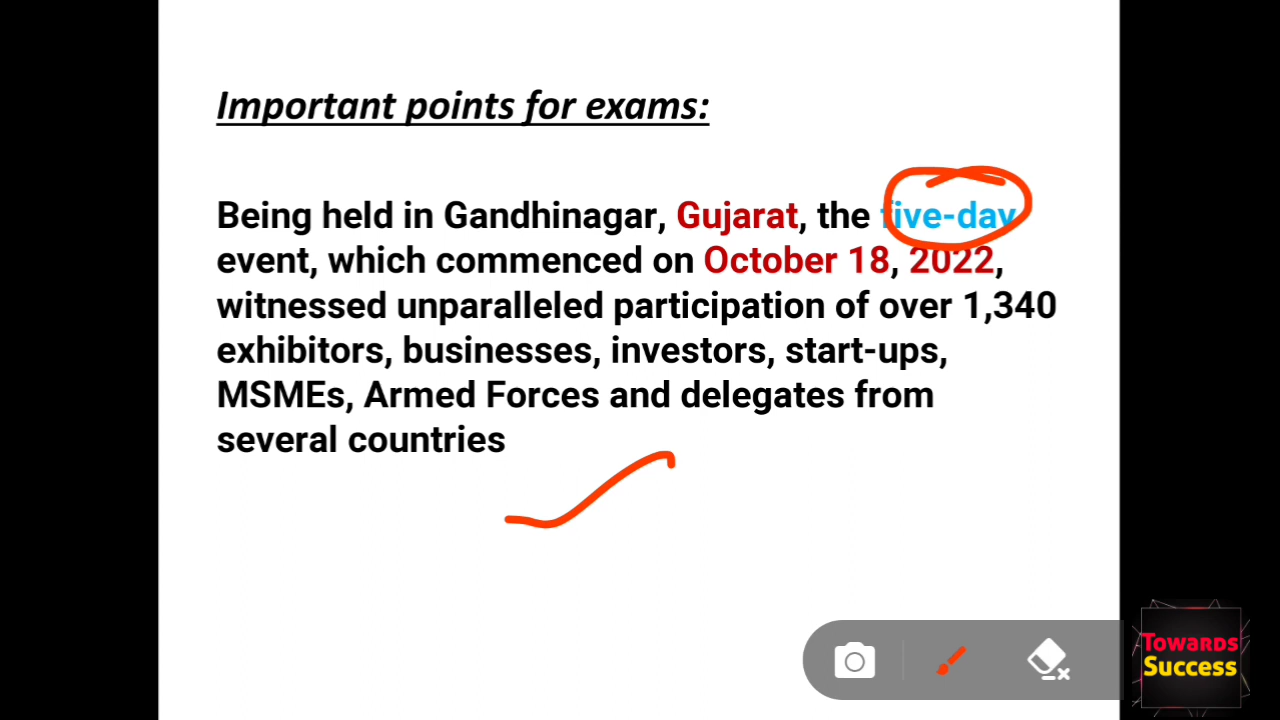 Important points for exams:
Being held in Gandhinagar, Gujarat, the five-day
event, which commenced on October 18, 2022,
witnessed unparalleled participation of over 1,340
exhibitors, businesses, investors, start-ups,
MSMEs, Armed Forces and delegates from
several countries
Towards
Success